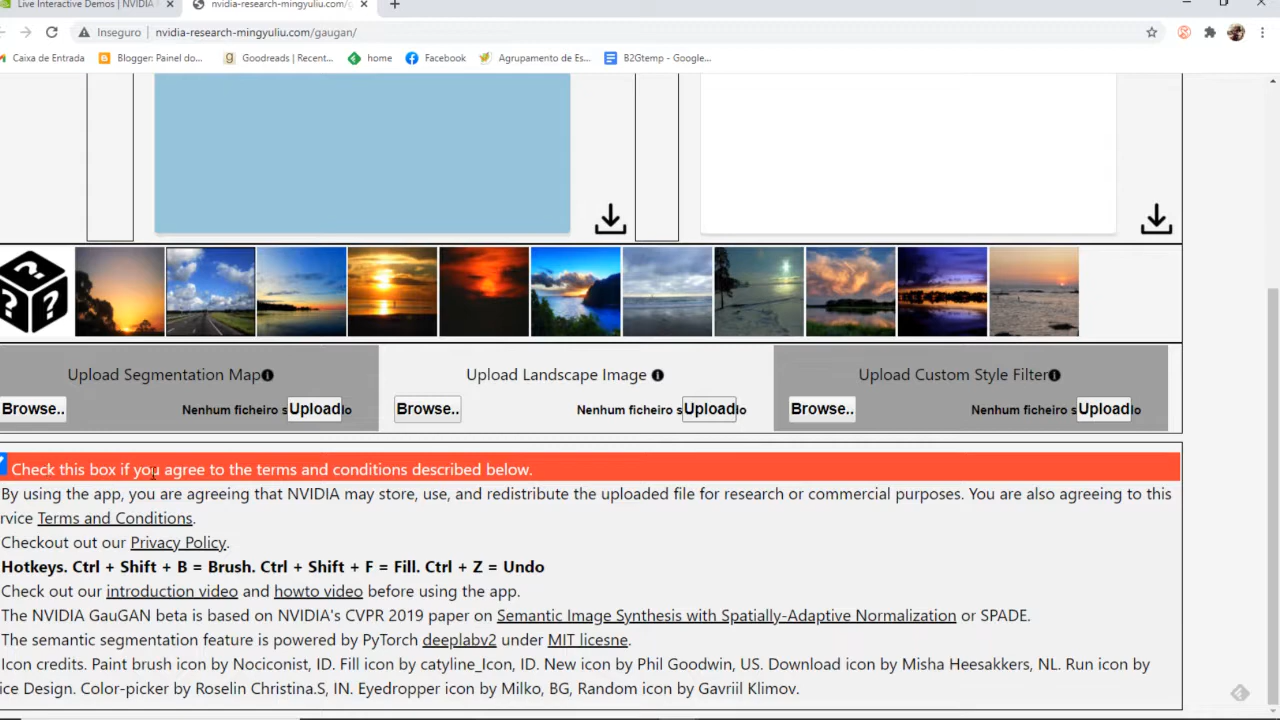 Live Interactive Demos | NVIDIA
nvidia-research-mingyuliu.com/
Inseguro nvidia-research-mingyuliu.com/gaugan/
Caixa de Entrada Blogger: Painel do... Goodreads | Recent... home Facebook Agrupamento de Es... B2Gtemp - Google...
Upload Segmentation Map Upload Landscape Image Upload Custom Style Filter
Browse.. Nenhum ficheiro s Upload o Browse.. Nenhum ficheiro s Upload io Browse.. Nenhum ficheiro s Upload lo
Check this box if you agree to the terms and conditions described below.
By using the app, you are agreeing that NVIDIA may store, use, and redistribute the uploaded file for research or commercial purposes. You are also agreeing to this
rvice Terms and Conditions.
Checkout out our Privacy Policy.
Hotkeys. Ctrl + Shift + B = Brush. Ctrl + Shift + F = Fill. Ctrl + Z = Undo
Check out our introduction video and howto video before using the app.
The NVIDIA GauGAN beta is based on NVIDIA's CVPR 2019 paper on Semantic Image Synthesis with Spatially-Adaptive Normalization or SPADE.
The semantic segmentation feature is powered by PyTorch deeplabv2 under MIT licesne.
Icon credits. Paint brush icon by Nociconist, ID. Fill icon by catyline_Icon, ID. New icon by Phil Goodwin, US. Download icon by Misha Heesakkers, NL. Run icon by
ice Design. Color-picker by Roselin Christina.S, IN. Eyedropper icon by Milko, BG, Random icon by Gavriil Klimov.